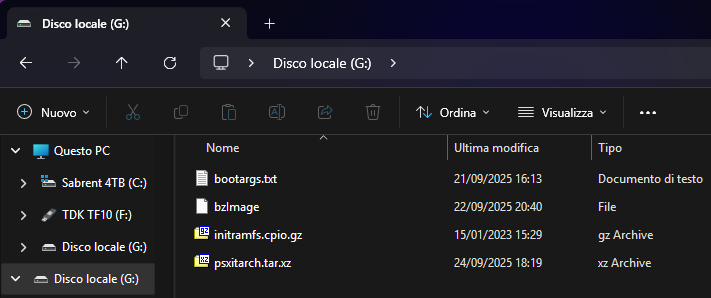 Disco locale (G:)
Disco locale (G:)
Nuovo Ordina Visualizza
Nome Ultima modifica Tipo
Questo PC
Sabrent 4TB (C:)
TDK TF10 (F:)
Disco locale (G:)
Disco locale (G:)
bootargs.txt 21/09/2025 16:13 Documento di testo
bzImage 22/09/2025 20:40 File
initramfs.cpio.gz 15/01/2023 15:29 gz Archive
psxitarch.tar.xz 24/09/2025 18:19 xz Archive